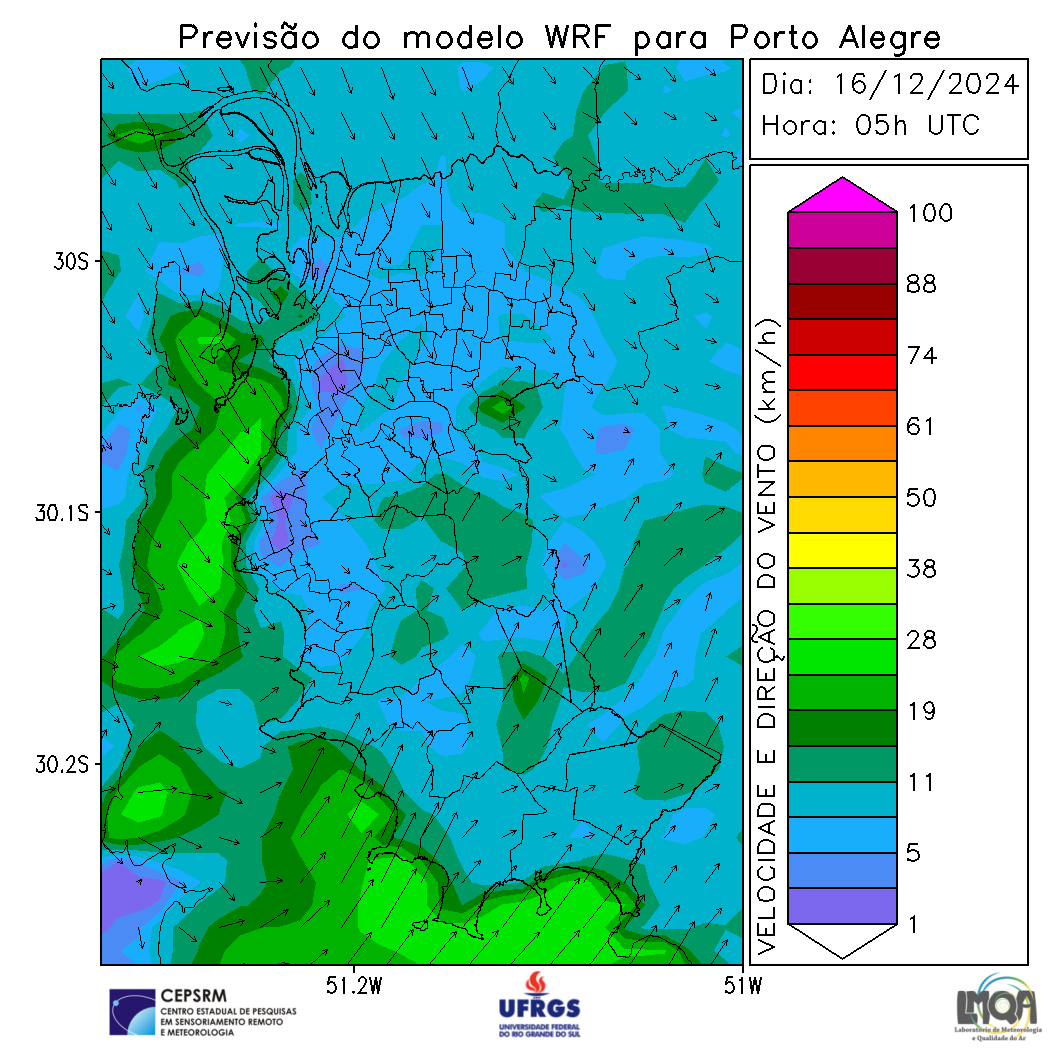 Previsão do modelo WRF para Porto Alegre
Dia: 16/12/2024
Hora: 05h UTC
30S
30.1S
30.2S
51.2W
51W
VELOCIDADE E DIREÇÃO DO VENTO (km/h)
100
88
74
61
50
38
28
19
11
5
1
CEPSRM
CENTRO ESTADUAL DE PESQUISAS
EM SENSORIAMENTO REMOTO
E METEOROLOGIA
UFRGS
UNIVERSIDADE FEDERAL
DO RIO GRANDE DO SUL
LMQA
Laboratório de Meteorologia
e Qualidade do Ar